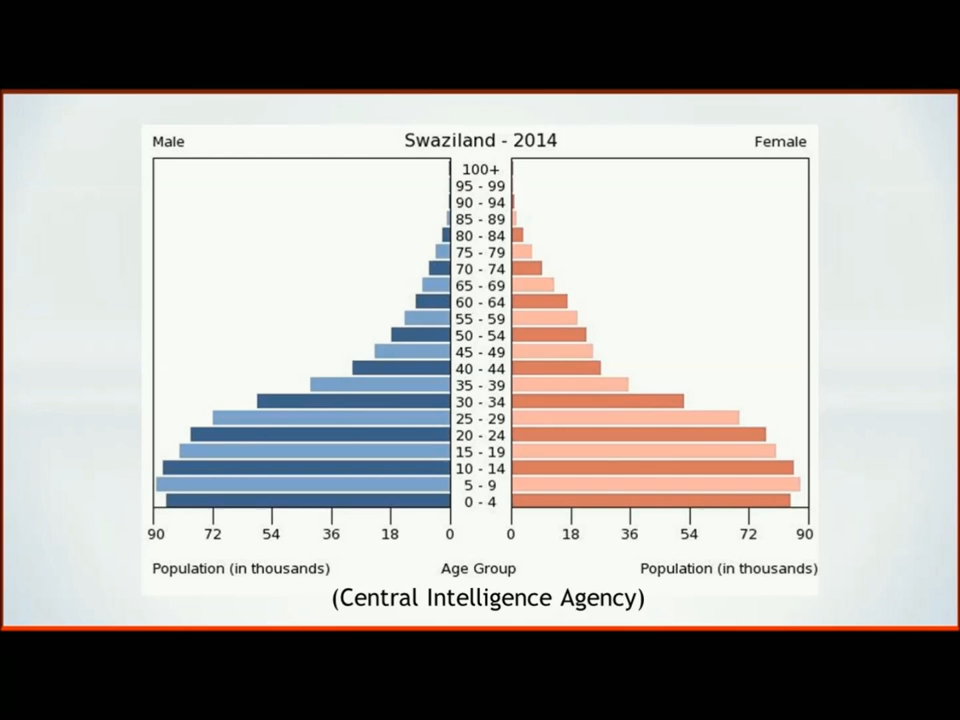 Male Swaziland - 2014 Female
100+
95 - 99
90 - 94
85 - 89
80 - 84
75 - 79
70 - 74
65 - 69
60 - 64
55 - 59
50 - 54
45 - 49
40 - 44
35 - 39
30 - 34
25 - 29
20 - 24
15 - 19
10 - 14
5 - 9
0 - 4
90 72 54 36 18 0 0 18 36 54 72 90
Population (in thousands) Age Group Population (in thousands)
(Central Intelligence Agency)